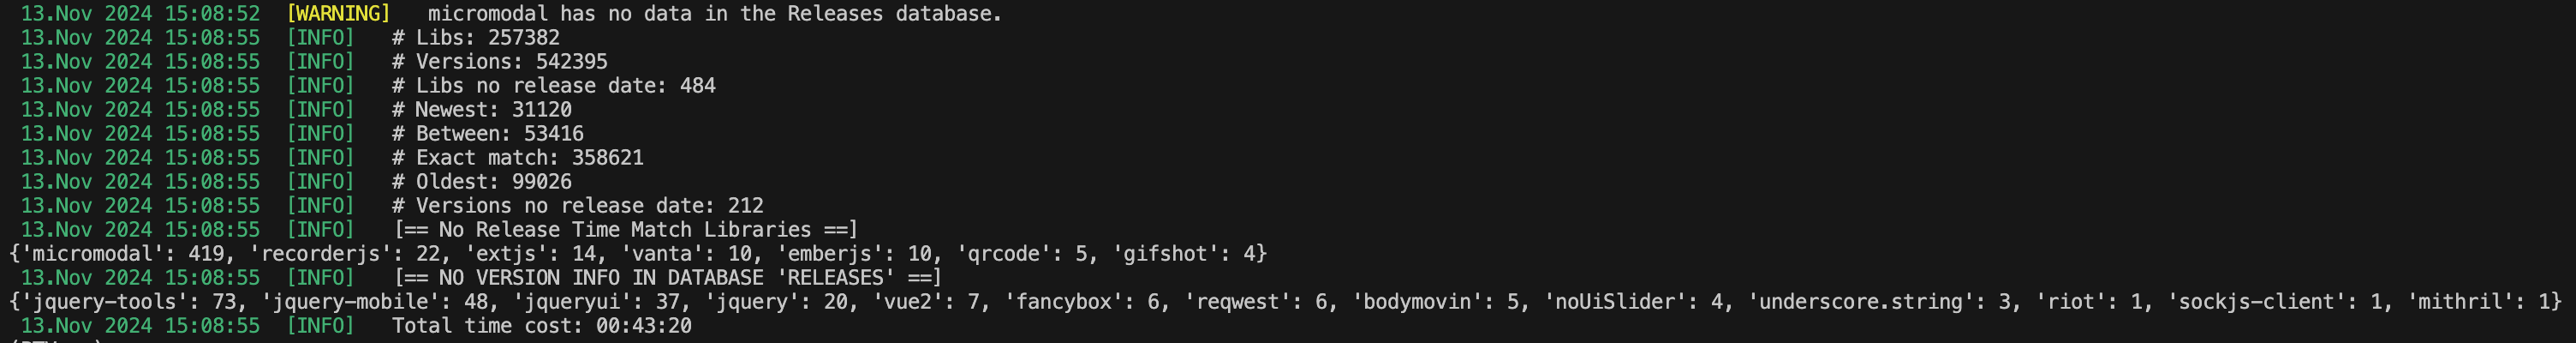 13.Nov 2024 15:08:52 [WARNING] micromodal has no data in the Releases database.
13.Nov 2024 15:08:55 [INFO] # Libs: 257382
13.Nov 2024 15:08:55 [INFO] # Versions: 542395
13.Nov 2024 15:08:55 [INFO] # Libs no release date: 484
13.Nov 2024 15:08:55 [INFO] # Newest: 31120
13.Nov 2024 15:08:55 [INFO] # Between: 53416
13.Nov 2024 15:08:55 [INFO] # Exact match: 358621
13.Nov 2024 15:08:55 [INFO] # Oldest: 99026
13.Nov 2024 15:08:55 [INFO] # Versions no release date: 212
13.Nov 2024 15:08:55 [INFO] [== No Release Time Match Libraries ==]
{'micromodal': 419, 'recorderjs': 22, 'extjs': 14, 'vanta': 10, 'emberjs': 10, 'qrcode': 5, 'gifshot': 4}
13.Nov 2024 15:08:55 [INFO] [== NO VERSION INFO IN DATABASE 'RELEASES' ==]
{'jquery-tools': 73, 'jquery-mobile': 48, 'jqueryui': 37, 'jquery': 20, 'vue2': 7, 'fancybox': 6, 'reqwest': 6, 'bodymovin': 5, 'noUiSlider': 4, 'underscore.string': 3, 'riot': 1, 'sockjs-client': 1, 'mithril': 1}
13.Nov 2024 15:08:55 [INFO] Total time cost: 00:43:20